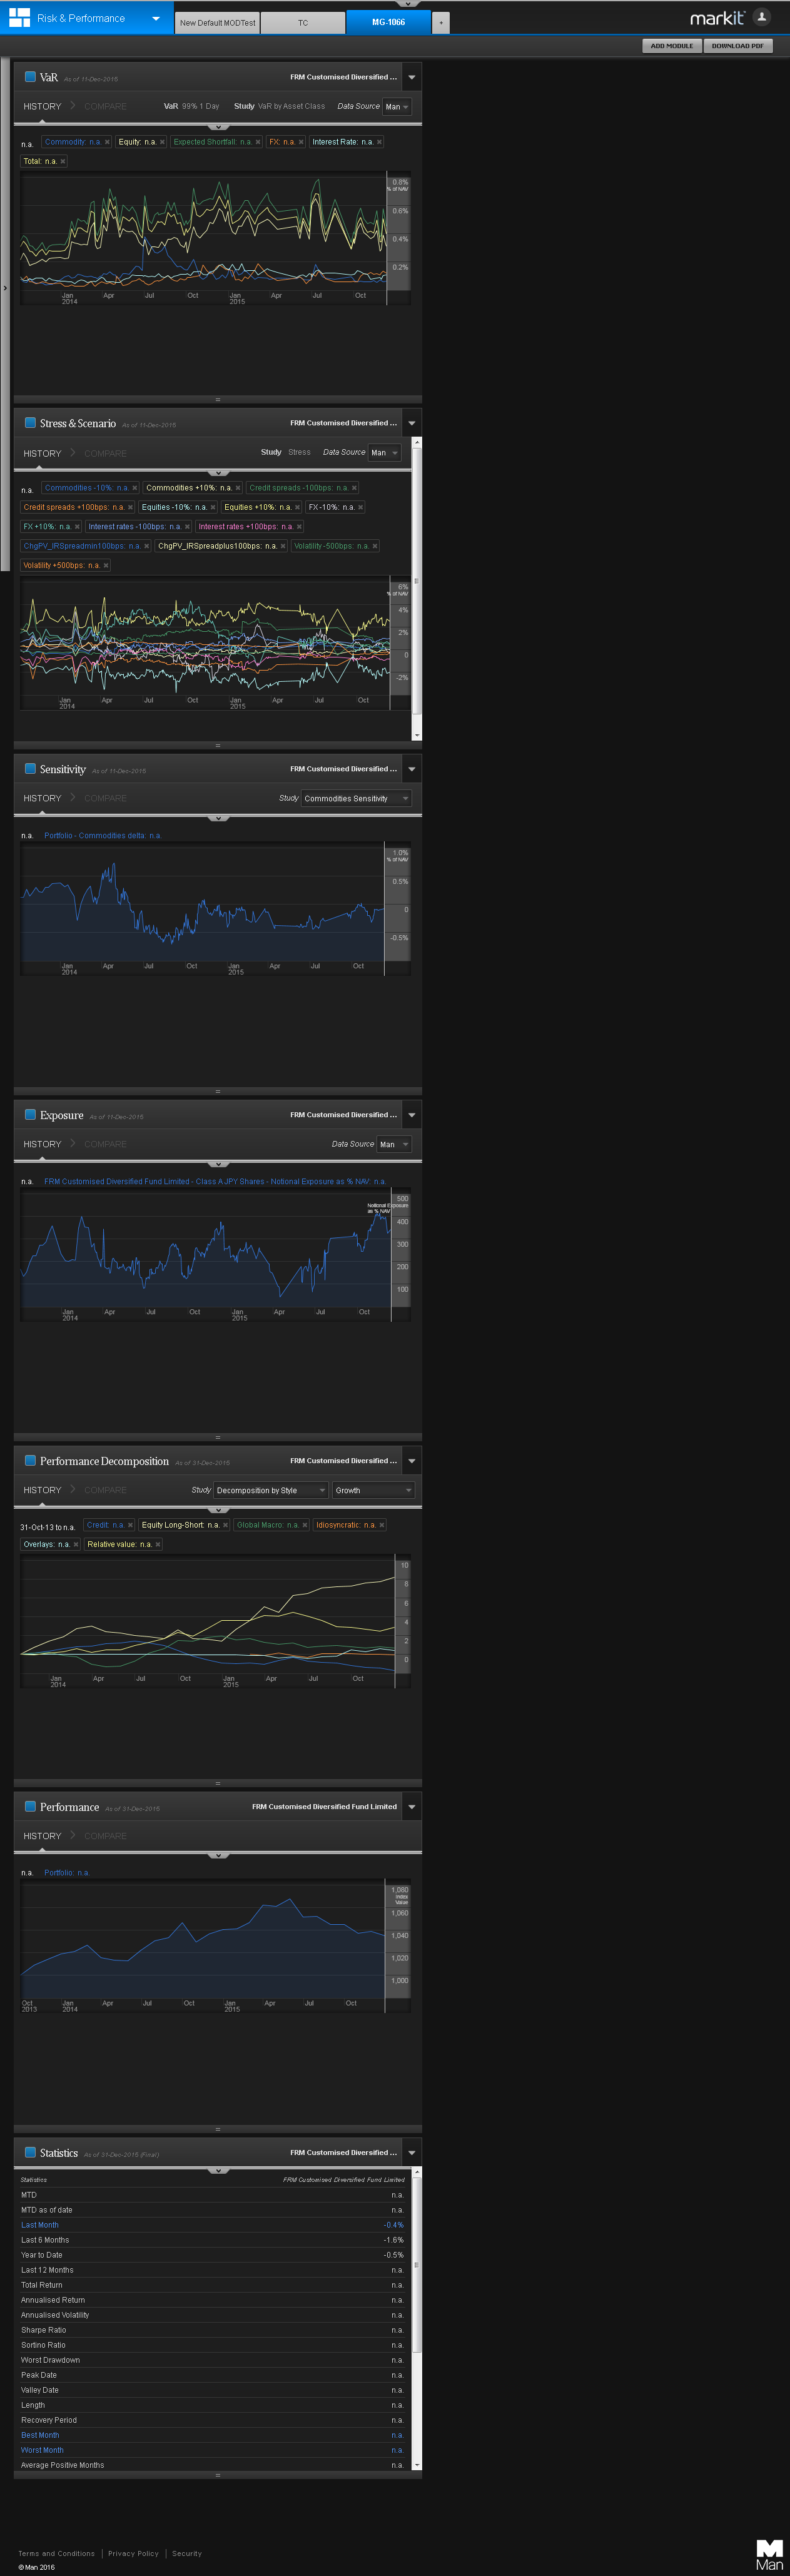 Risk & Performance
New Default MODTest
TC
MG-1066
+
markit
ADD MODULE
DOWNLOAD PDF
VaR As of 11-Dec-2015 FRM Customised Diversified ...
HISTORY COMPARE VaR 99% 1 Day Study VaR by Asset Class Data Source Man
n.a. Commodity: n.a. Equity: n.a. Expected Shortfall: n.a. FX: n.a. Interest Rate: n.a.
Total: n.a.
0.8%
% of NAV
0.6%
0.4%
0.2%
Jan Apr Jul Oct Jan Apr Jul Oct
2014 2015
Stress & Scenario As of 11-Dec-2015 FRM Customised Diversified ...
HISTORY COMPARE Study Stress Data Source Man
n.a. Commodities -10%: n.a. Commodities +10%: n.a. Credit spreads -100bps: n.a.
Credit spreads +100bps: n.a. Equities -10%: n.a. Equities +10%: n.a. FX -10%: n.a.
FX +10%: n.a. Interest rates -100bps: n.a. Interest rates +100bps: n.a.
ChgPV_IRSpreadmin100bps: n.a. ChgPV_IRSpreadplus100bps: n.a. Volatility -500bps: n.a.
Volatility +500bps: n.a.
6%
% of NAV
4%
2%
0
-2%
Jan Apr Jul Oct Jan Apr Jul Oct
2014 2015
Sensitivity As of 11-Dec-2015 FRM Customised Diversified ...
HISTORY COMPARE Study Commodities Sensitivity
n.a. Portfolio - Commodities delta: n.a.
1.0%
% of NAV
0.5%
0
-0.5%
Jan Apr Jul Oct Jan Apr Jul Oct
2014 2015
Exposure As of 11-Dec-2015 FRM Customised Diversified ...
HISTORY COMPARE Data Source Man
n.a. FRM Customised Diversified Fund Limited - Class A JPY Shares - Notional Exposure as % NAV: n.a.
500
Notional Exposure
as % NAV
400
300
200
100
Jan Apr Jul Oct Jan Apr Jul Oct
2014 2015
Performance Decomposition As of 31-Dec-2015 FRM Customised Diversified ...
HISTORY COMPARE Study Decomposition by Style Growth
31-Oct-13 to n.a. Credit: n.a. Equity Long-Short: n.a. Global Macro: n.a. Idiosyncratic: n.a.
Overlays: n.a. Relative value: n.a.
10
8
6
4
2
0
Jan Apr Jul Oct Jan Apr Jul Oct
2014 2015
Performance As of 31-Dec-2015 FRM Customised Diversified Fund Limited
HISTORY COMPARE
n.a. Portfolio: n.a.
1,080
Index
Value
1,060
1,040
1,020
1,000
Oct Jan Apr Jul Oct Jan Apr Jul Oct
2013 2014 2015
Statistics As of 31-Dec-2015 (Final) FRM Customised Diversified ...
Statistics FRM Customised Diversified Fund Limited
MTD n.a.
MTD as of date n.a.
Last Month -0.4%
Last 6 Months -1.6%
Year to Date -0.5%
Last 12 Months n.a.
Total Return n.a.
Annualised Return n.a.
Annualised Volatility n.a.
Sharpe Ratio n.a.
Sortino Ratio n.a.
Worst Drawdown n.a.
Peak Date n.a.
Valley Date n.a.
Length n.a.
Recovery Period n.a.
Best Month n.a.
Worst Month n.a.
Average Positive Months n.a.
Terms and Conditions | Privacy Policy | Security
© Man 2016
Man